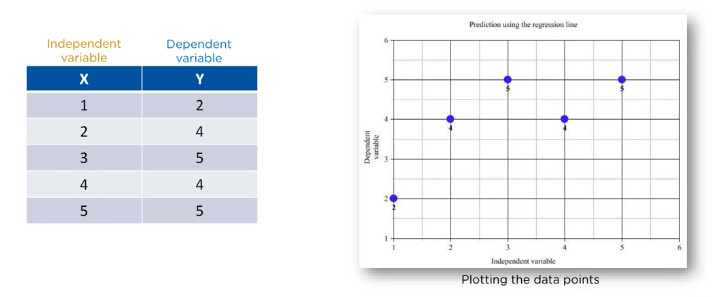 Independent
variable
Dependent
variable
X Y
1 2
2 4
3 5
4 4
5 5
Prediction using the regression line
6
5
4
3
2
1
Dependent
variable
5
5
4
4
2
1 2 3 4 5 6
Independent variable
Plotting the data points